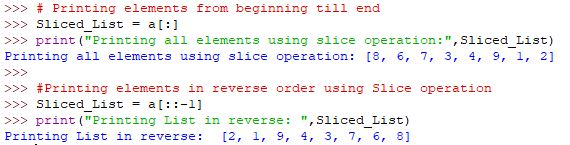 >>> # Printing elements from beginning till end
>>> Sliced_List = a[:]
>>> print("Printing all elements using slice operation:",Sliced_List)
Printing all elements using slice operation: [8, 6, 7, 3, 4, 9, 1, 2]
>>>
>>> #Printing elements in reverse order using Slice operation
>>> Sliced_List = a[::-1]
>>> print("Printing List in reverse: ",Sliced_List)
Printing List in reverse:  [2, 1, 9, 4, 3, 7, 6, 8]